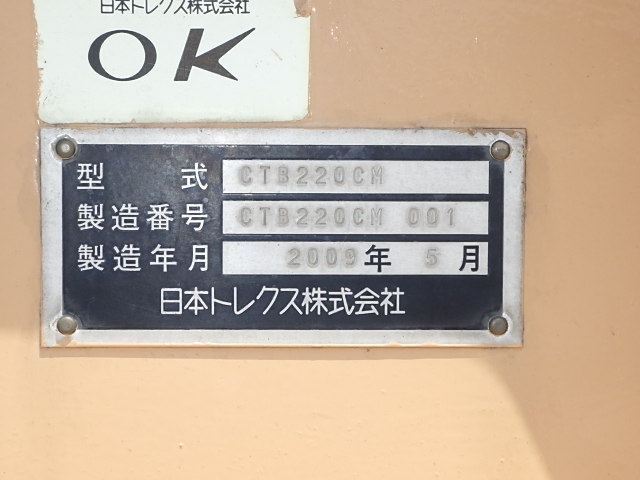 日本トレクス株式会社
OK
型 式 CTB220CM
製造番号 CTB220CM 001
製造年月 2009年 5月
日本トレクス株式会社